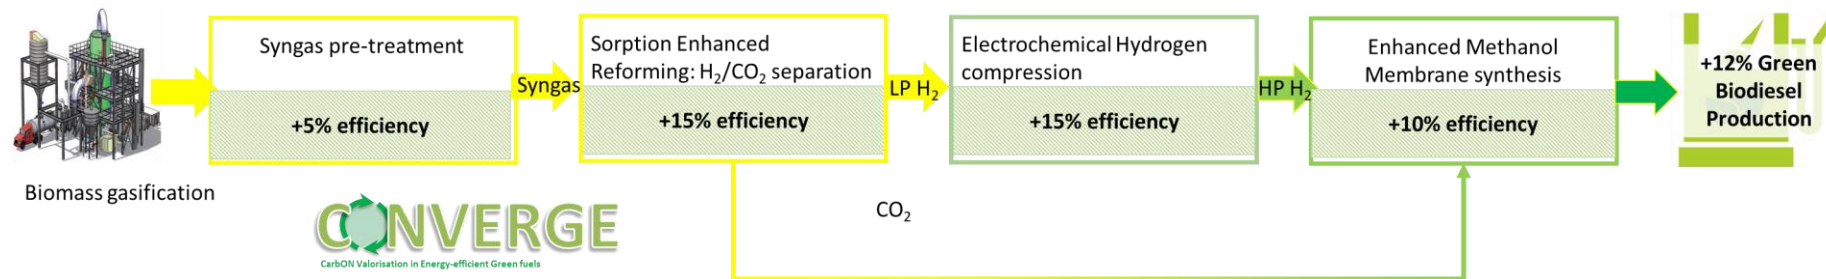 Biomass gasification
Syngas pre-treatment
+5% efficiency
Syngas
Sorption Enhanced
Reforming: H₂/CO₂ separation
+15% efficiency
LP H₂
Electrochemical Hydrogen
compression
+15% efficiency
HP H₂
Enhanced Methanol
Membrane synthesis
+10% efficiency
+12% Green
Biodiesel
Production
CO₂
CONVERGE
CarbON Valorisation in Energy-efficient Green fuels